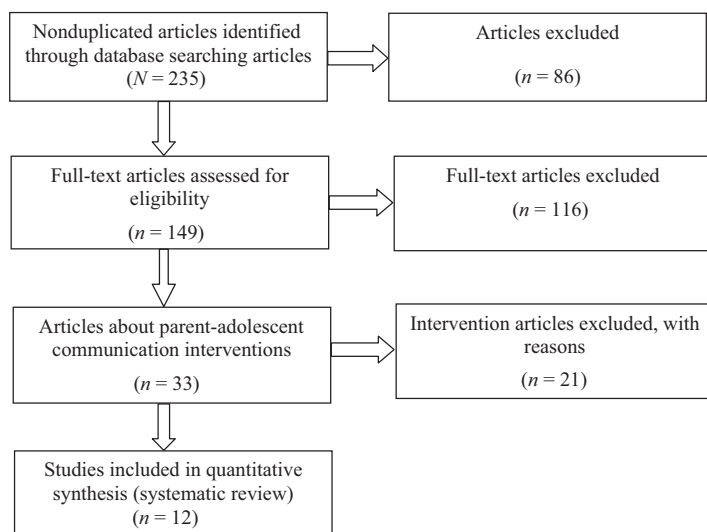 Nonduplicated articles identified
through database searching articles
(N = 235)
Articles excluded
(n = 86)
Full-text articles assessed for
eligibility
(n = 149)
Full-text articles excluded
(n = 116)
Articles about parent-adolescent
communication interventions
(n = 33)
Intervention articles excluded, with
reasons
(n = 21)
Studies included in quantitative
synthesis (systematic review)
(n = 12)